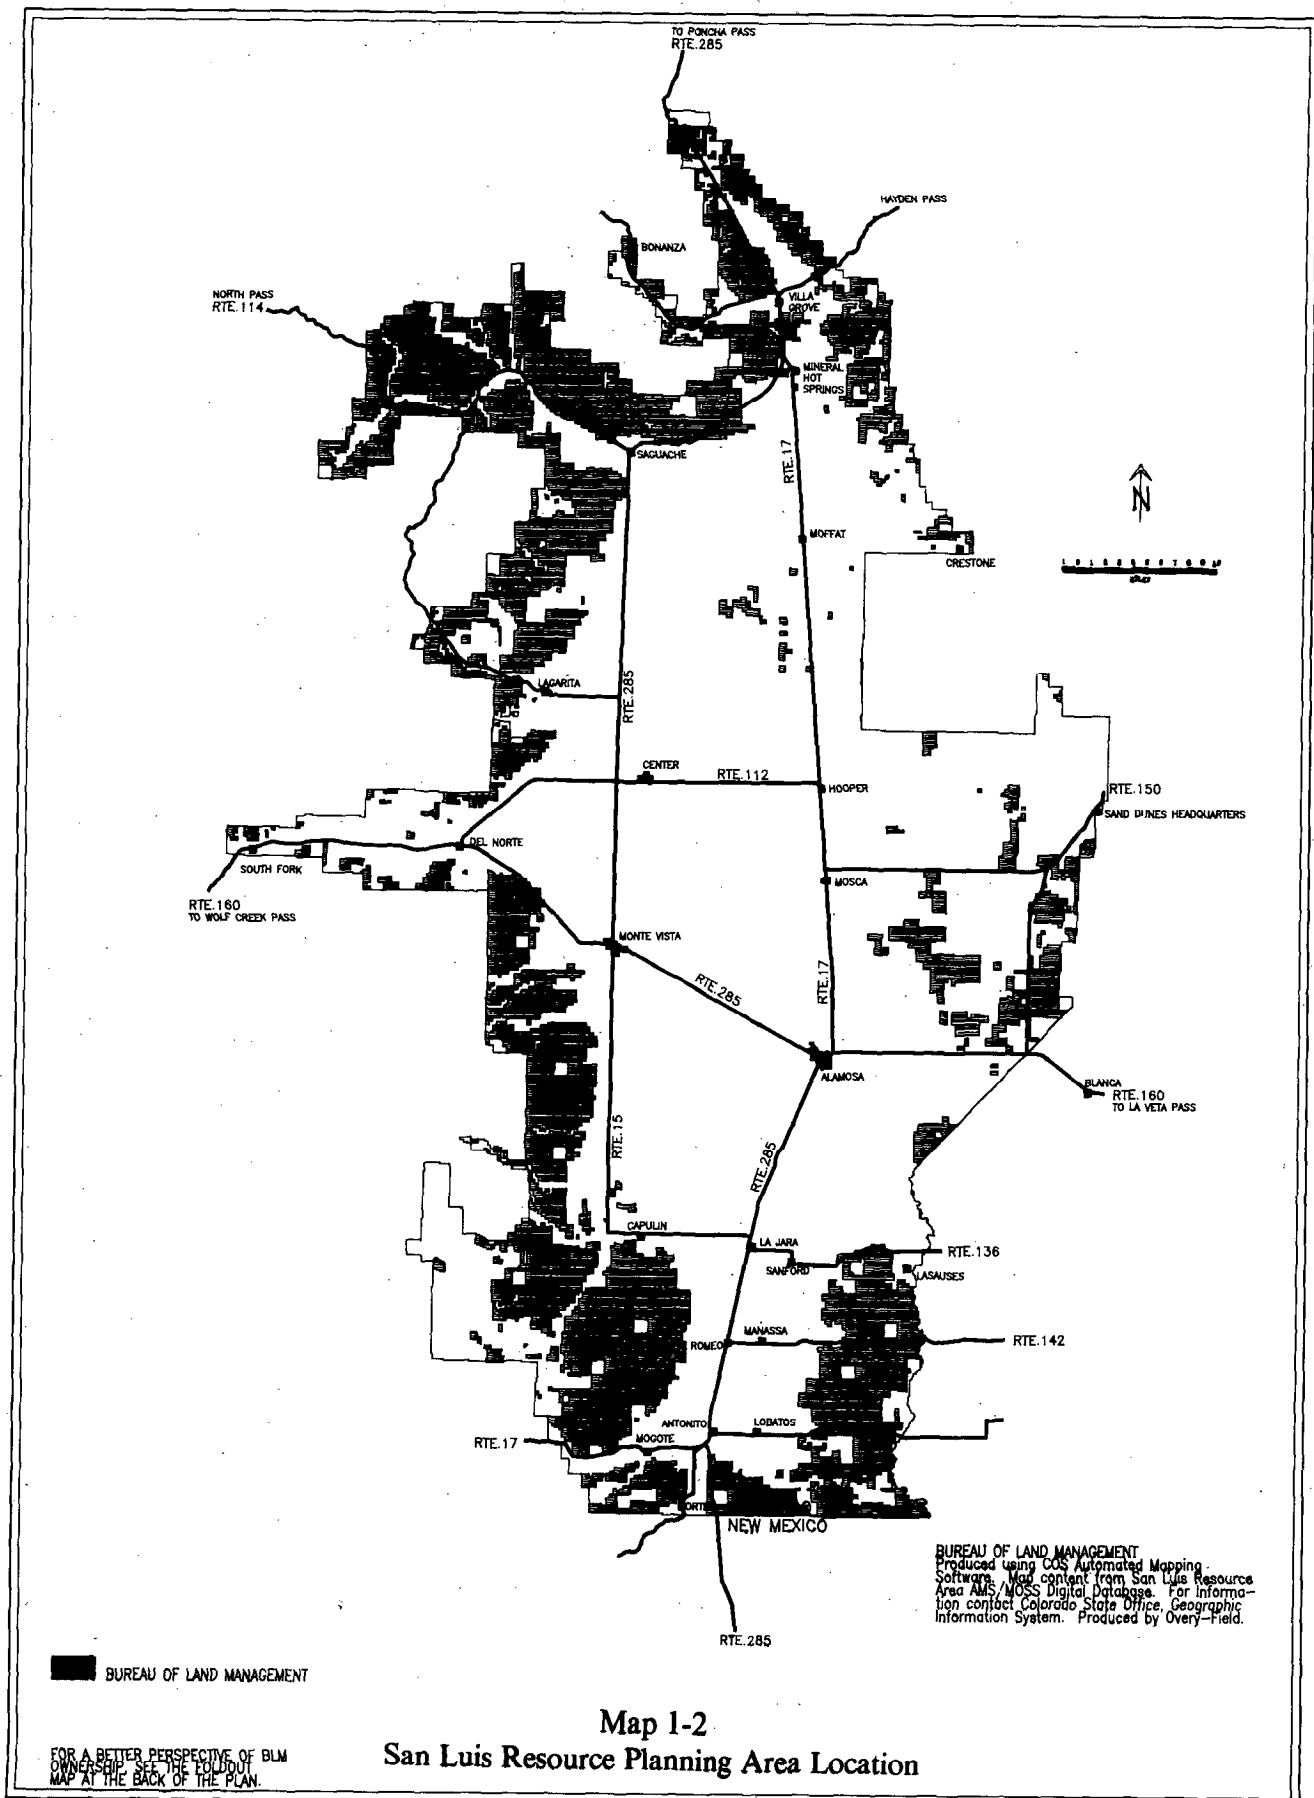 TO PONCHA PASS
RTE.285
HAYDEN PASS
BONANZA
NORTH PASS
RTE.114
VILLA
GROVE
MINERAL
HOT
SPRINGS
SAGUACHE
RTE.17
N
MOFFAT
CRESTONE
LAGARITA
RTE.285
CENTER
RTE.112
HOOPER
RTE.150
SAND DUNES HEADQUARTERS
DEL NORTE
SOUTH FORK
MOSCA
RTE.160
TO WOLF CREEK PASS
MONTE VISTA
RTE.285
RTE.17
ALAMOSA
BLANCA
RTE.160
TO LA VETA PASS
RTE.15
RTE.285
CAPULIN
LA JARA
SANFORD
RTE.136
LASAUSES
MANASSA
ROMEO
RTE.142
ANTONITO
LOBATOS
MOGOTE
RTE.17
NEW MEXICO
RTE.285
BUREAU OF LAND MANAGEMENT
Produced using COS Automated Mapping
Software. Map content from San Luis Resource
Area AMS/MOSS Digital Database. For Informa-
tion contact Colorado State Office, Geographic
Information System. Produced by Overy-Field.
BUREAU OF LAND MANAGEMENT
Map 1-2
San Luis Resource Planning Area Location
FOR A BETTER PERSPECTIVE OF BLM
OWNERSHIP, SEE THE FOLDOUT
MAP AT THE BACK OF THE PLAN.